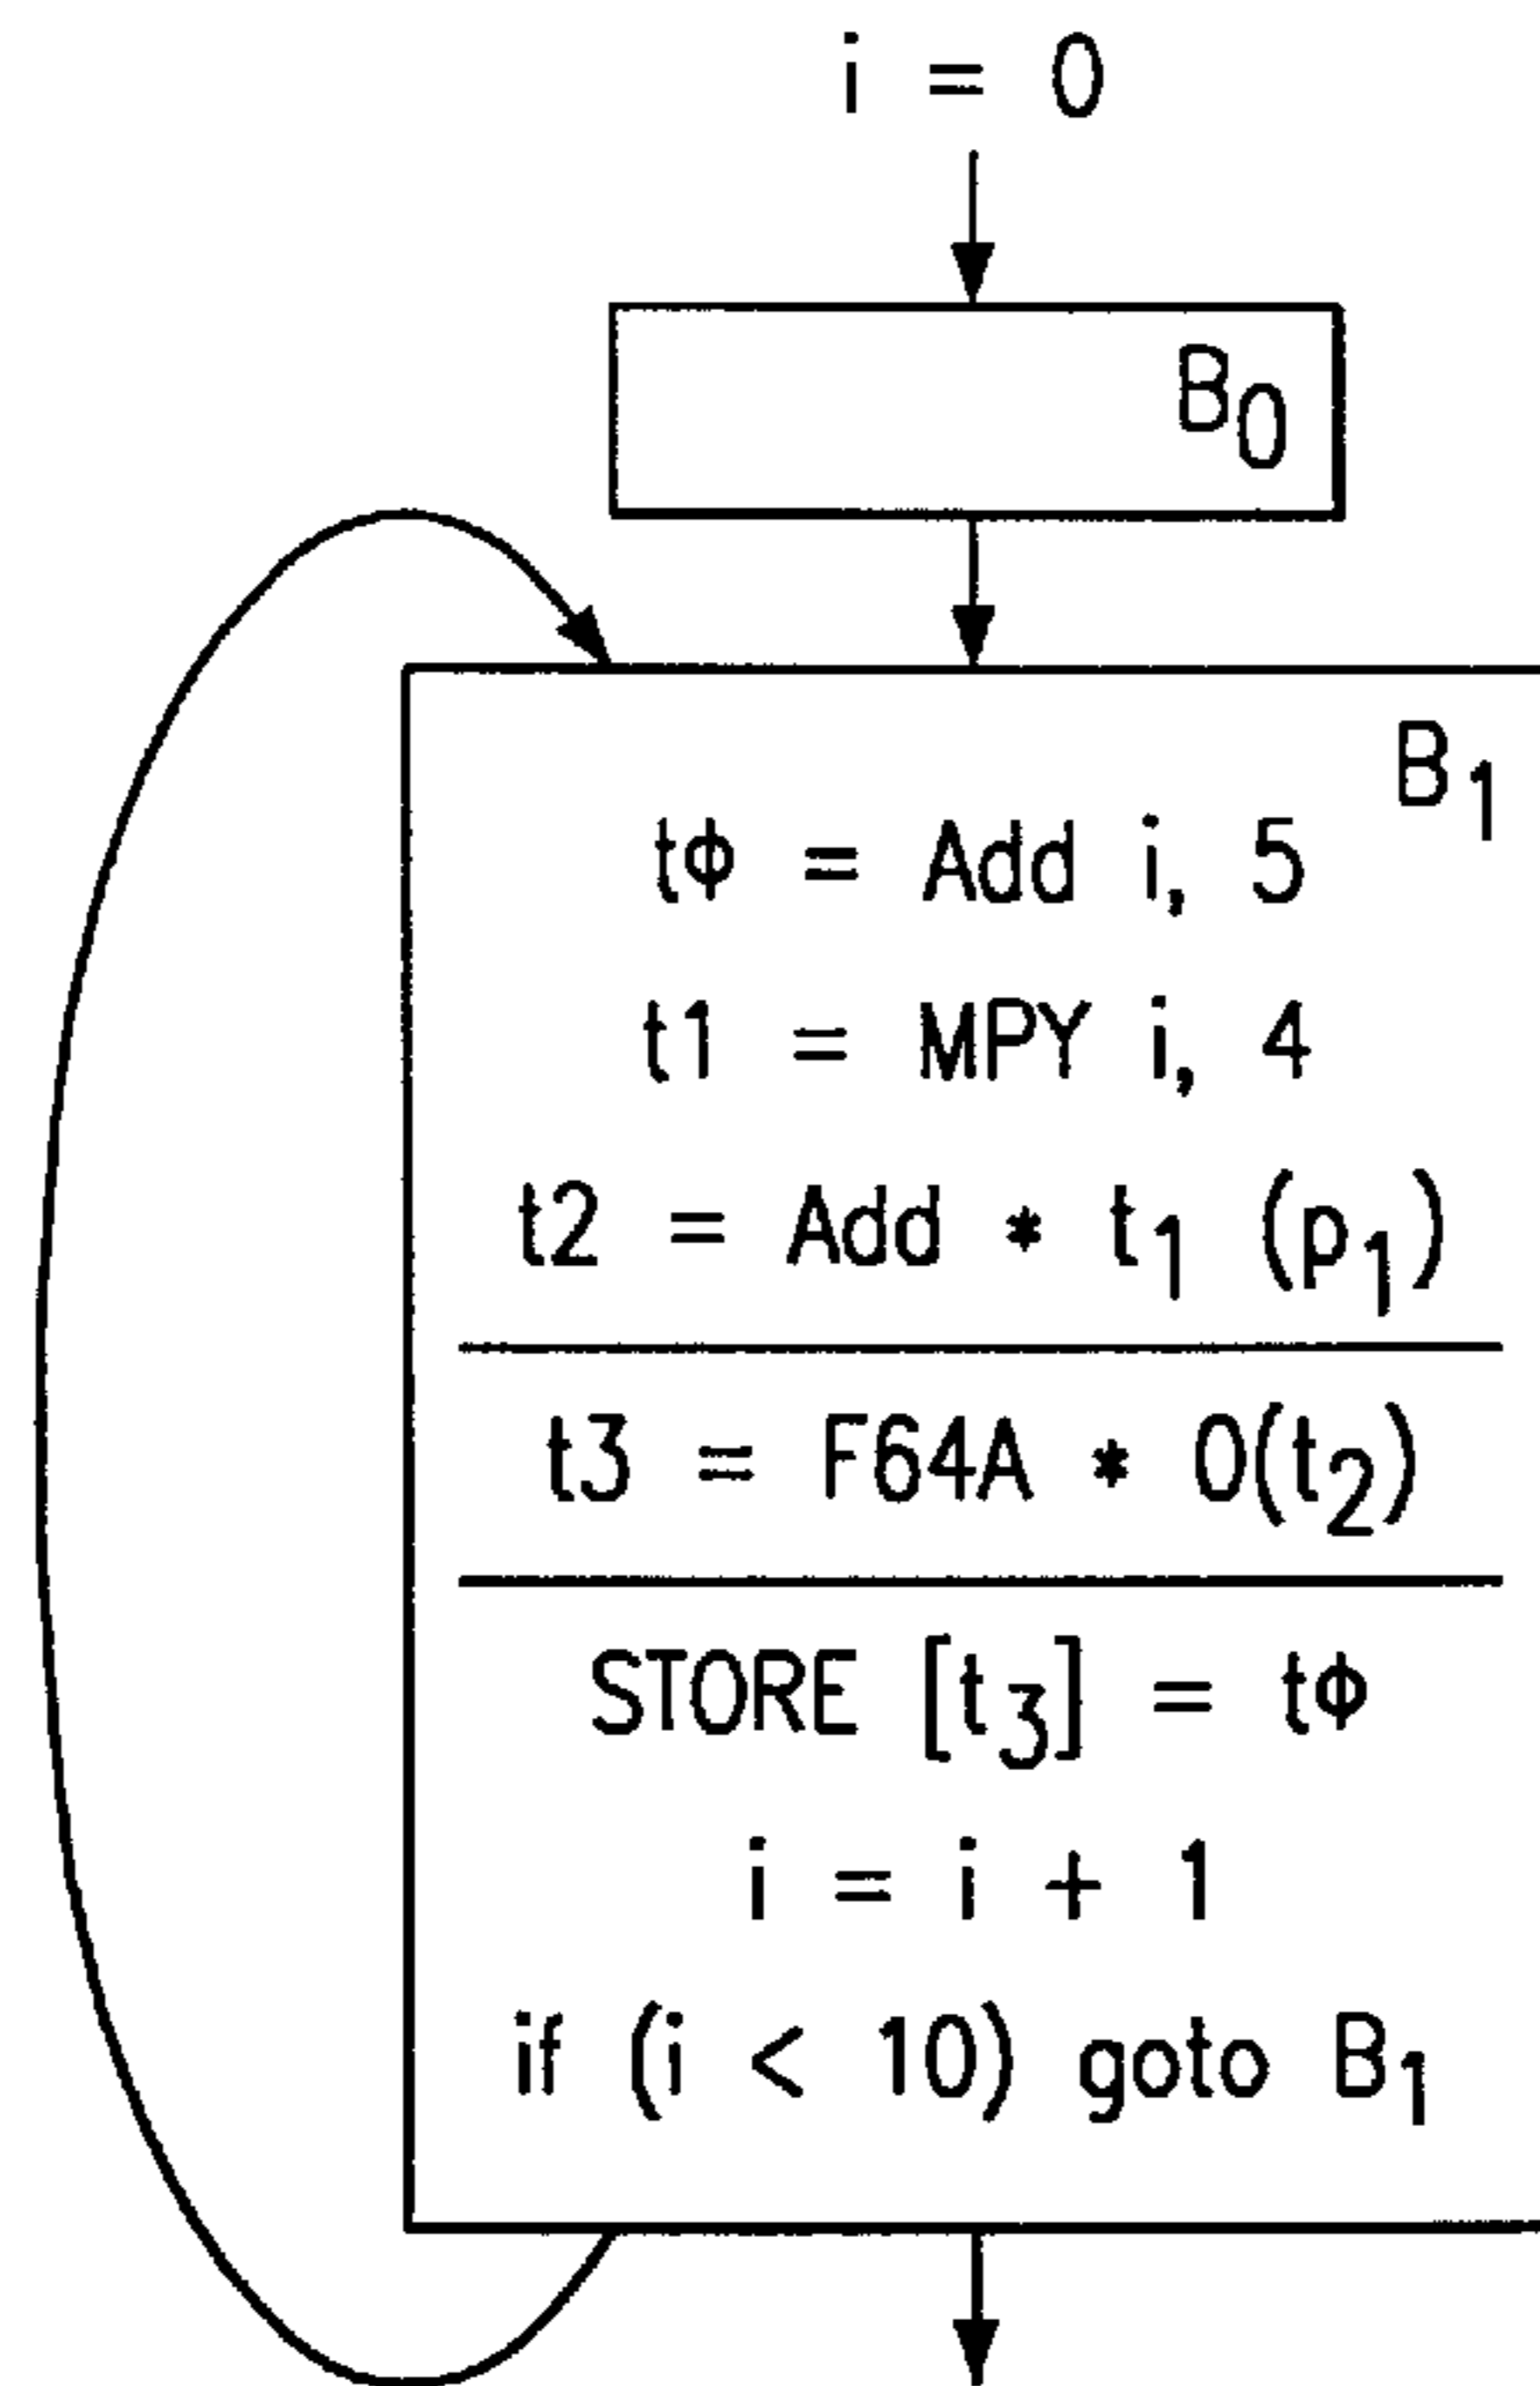 i = 0
B₀
B₁
tϕ = Add i, 5
t1 = MPY i, 4
t2 = Add * t₁ (p₁)
t3 = F64A * 0(t₂)
STORE [t₃] = tϕ
i = i + 1
if (i < 10) goto B₁